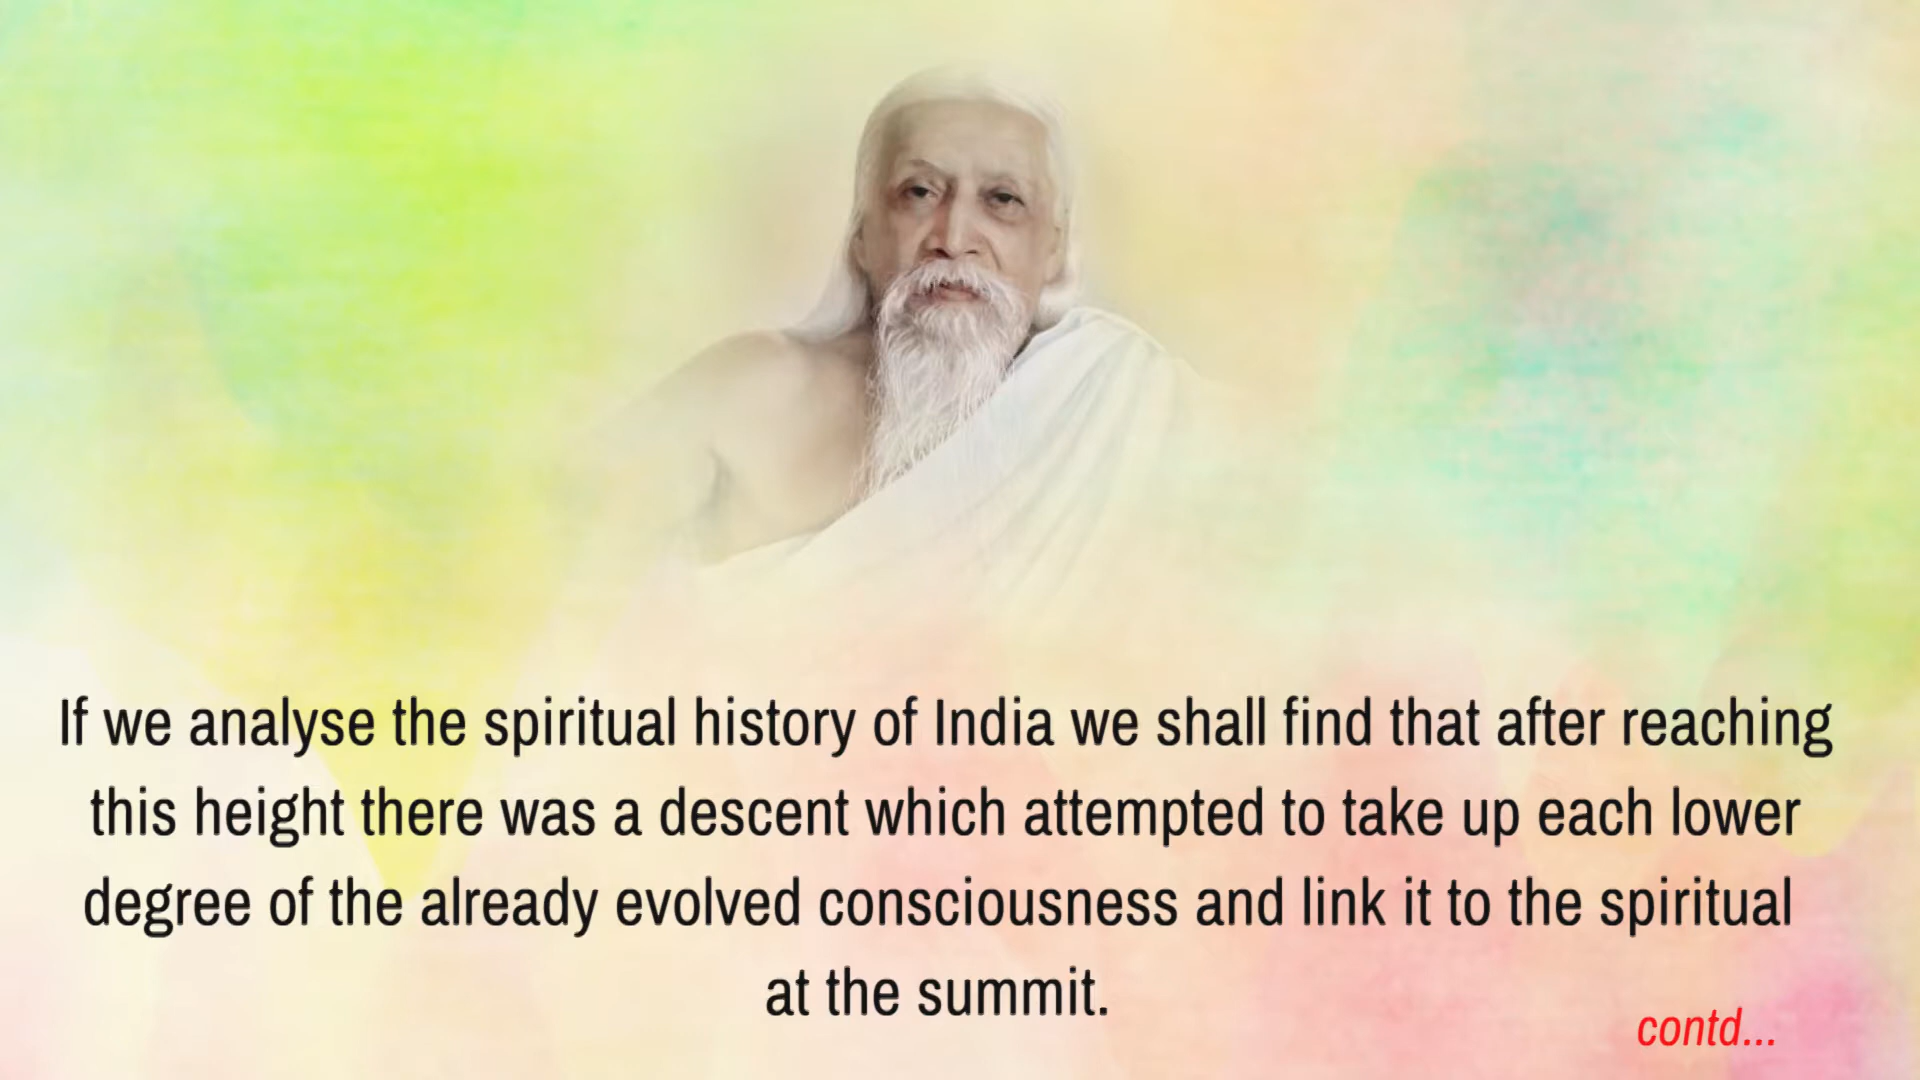 If we analyse the spiritual history of India we shall find that after reaching
this height there was a descent which attempted to take up each lower
degree of the already evolved consciousness and link it to the spiritual
at the summit.
contd...